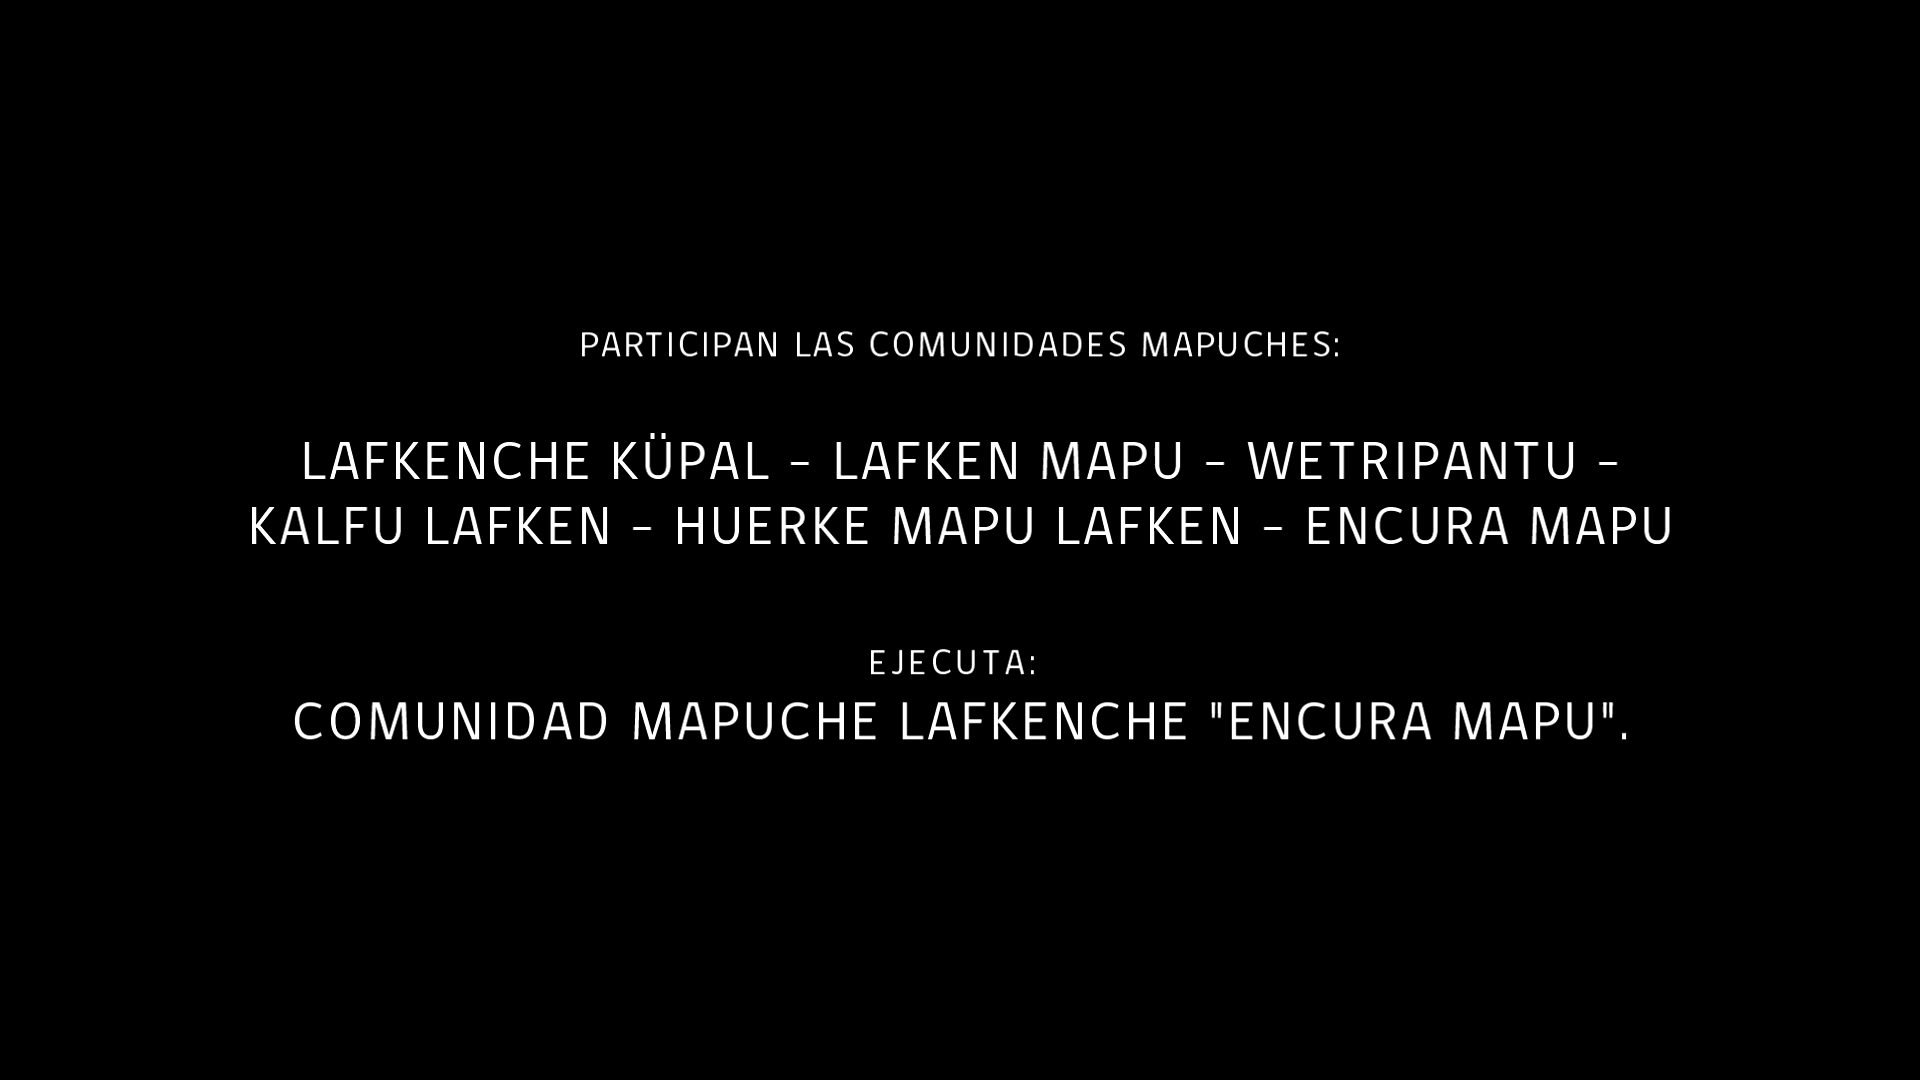 PARTICIPAN LAS COMUNIDADES MAPUCHES:
LAFKENCHE KÜPAL - LAFKEN MAPU - WETRIPANTU -
KALFU LAFKEN - HUERKE MAPU LAFKEN - ENCURA MAPU
EJECUTA:
COMUNIDAD MAPUCHE LAFKENCHE "ENCURA MAPU".